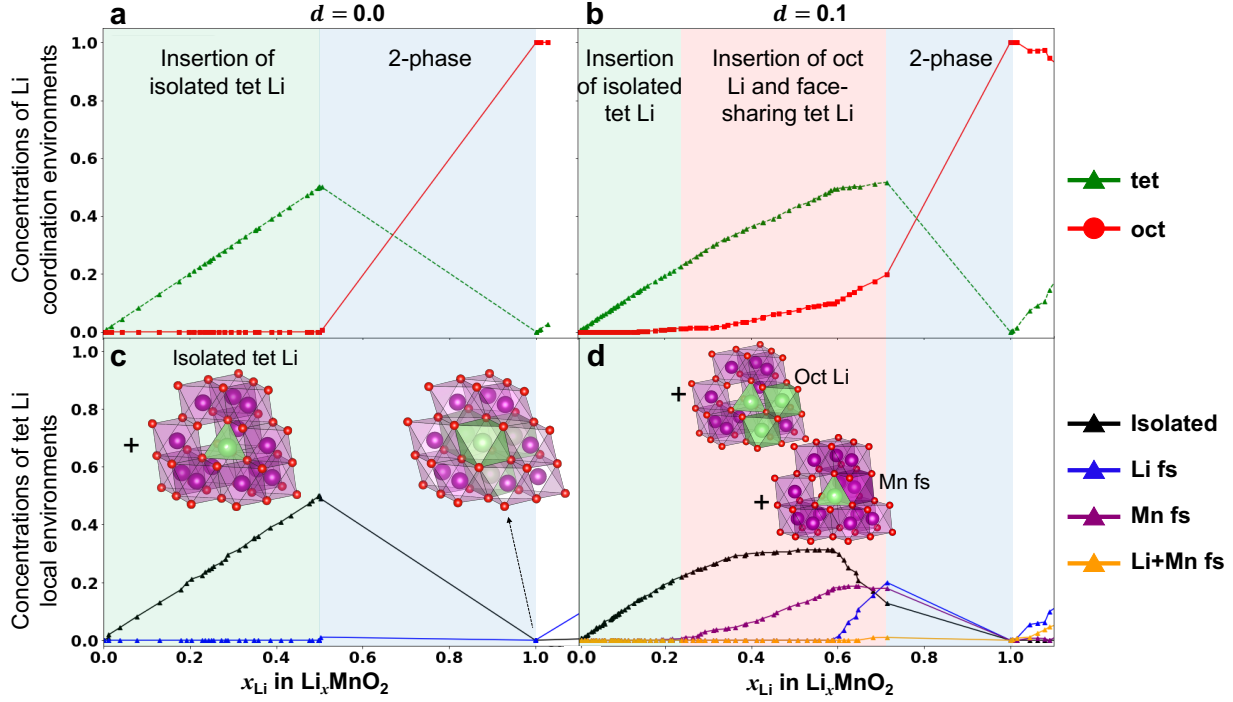 a
d = 0.0
b
d = 0.1
Concentrations of Li
coordination environments
1.0
0.8
0.6
0.4
0.2
0.0
Insertion of
isolated tet Li
2-phase
Insertion
of isolated
tet Li
Insertion of oct
Li and face-
sharing tet Li
2-phase
tet
oct
Concentrations of tet Li
local environments
1.0
0.8
0.6
0.4
0.2
0.0
c
Isolated tet Li
+
d
+
Oct Li
+
Mn fs
Isolated
Li fs
Mn fs
Li+Mn fs
0.0
0.2
0.4
0.6
0.8
1.0
0.0
0.2
0.4
0.6
0.8
1.0
xLi in LixMnO2
xLi in LixMnO2